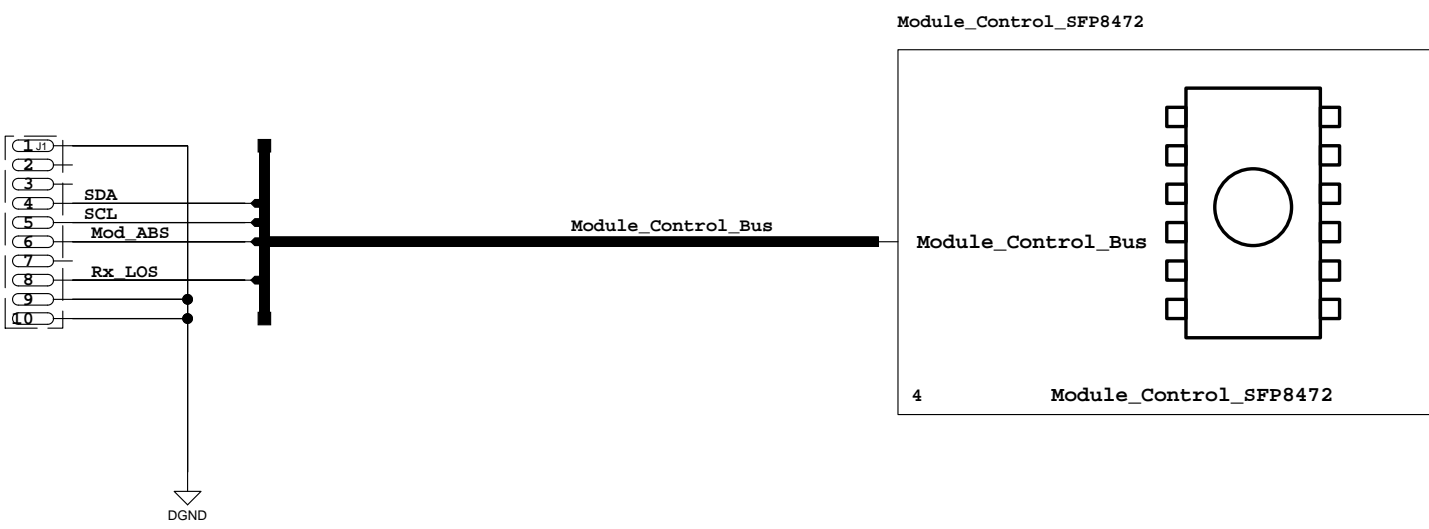 Module_Control_SFP8472
1 J1
2
3
4 SDA
5 SCL
6 Mod_ABS
7
8 Rx_LOS
9
10
Module_Control_Bus
Module_Control_Bus
4 Module_Control_SFP8472
DGND